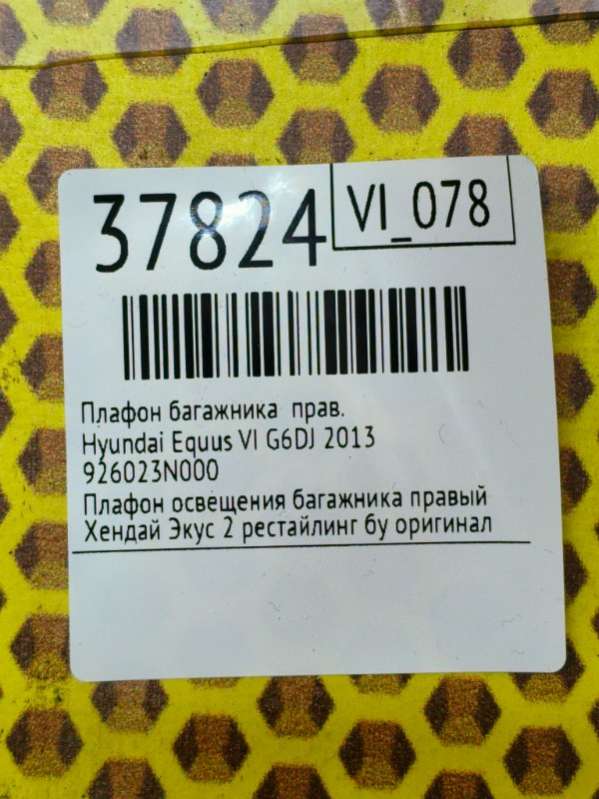 37824
VI_078
Плафон багажника прав.
Hyundai Equus VI G6DJ 2013
926023N000
Плафон освещения багажника правый
Хендай Экус 2 рестайлинг бу оригинал